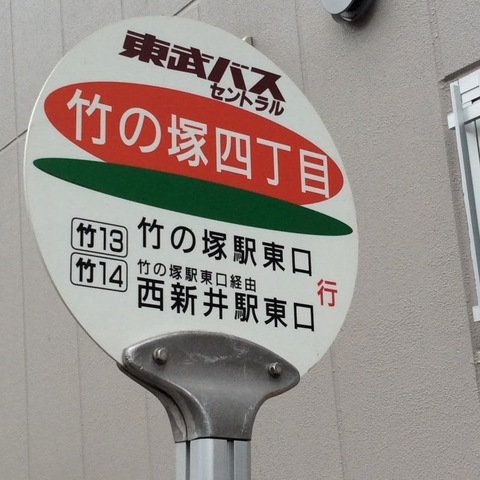 東武バス
セントラル
竹の塚四丁目
竹13 竹の塚駅東口
竹の塚駅東口経由
竹14 西新井駅東口
行